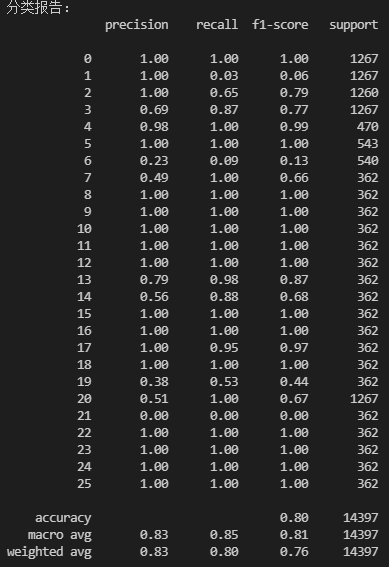 分类报告:
precision recall f1-score support
0 1.00 1.00 1.00 1267
1 1.00 0.03 0.06 1267
2 1.00 0.65 0.79 1260
3 0.69 0.87 0.77 1267
4 0.98 1.00 0.99 470
5 1.00 1.00 1.00 543
6 0.23 0.09 0.13 540
7 0.49 1.00 0.66 362
8 1.00 1.00 1.00 362
9 1.00 1.00 1.00 362
10 1.00 1.00 1.00 362
11 1.00 1.00 1.00 362
12 1.00 1.00 1.00 362
13 0.79 0.98 0.87 362
14 0.56 0.88 0.68 362
15 1.00 1.00 1.00 362
16 1.00 1.00 1.00 362
17 1.00 0.95 0.97 362
18 1.00 1.00 1.00 362
19 0.38 0.53 0.44 362
20 0.51 1.00 0.67 1267
21 0.00 0.00 0.00 362
22 1.00 1.00 1.00 362
23 1.00 1.00 1.00 362
24 1.00 1.00 1.00 362
25 1.00 1.00 1.00 362
accuracy 0.80 14397
macro avg 0.83 0.85 0.81 14397
weighted avg 0.83 0.80 0.76 14397